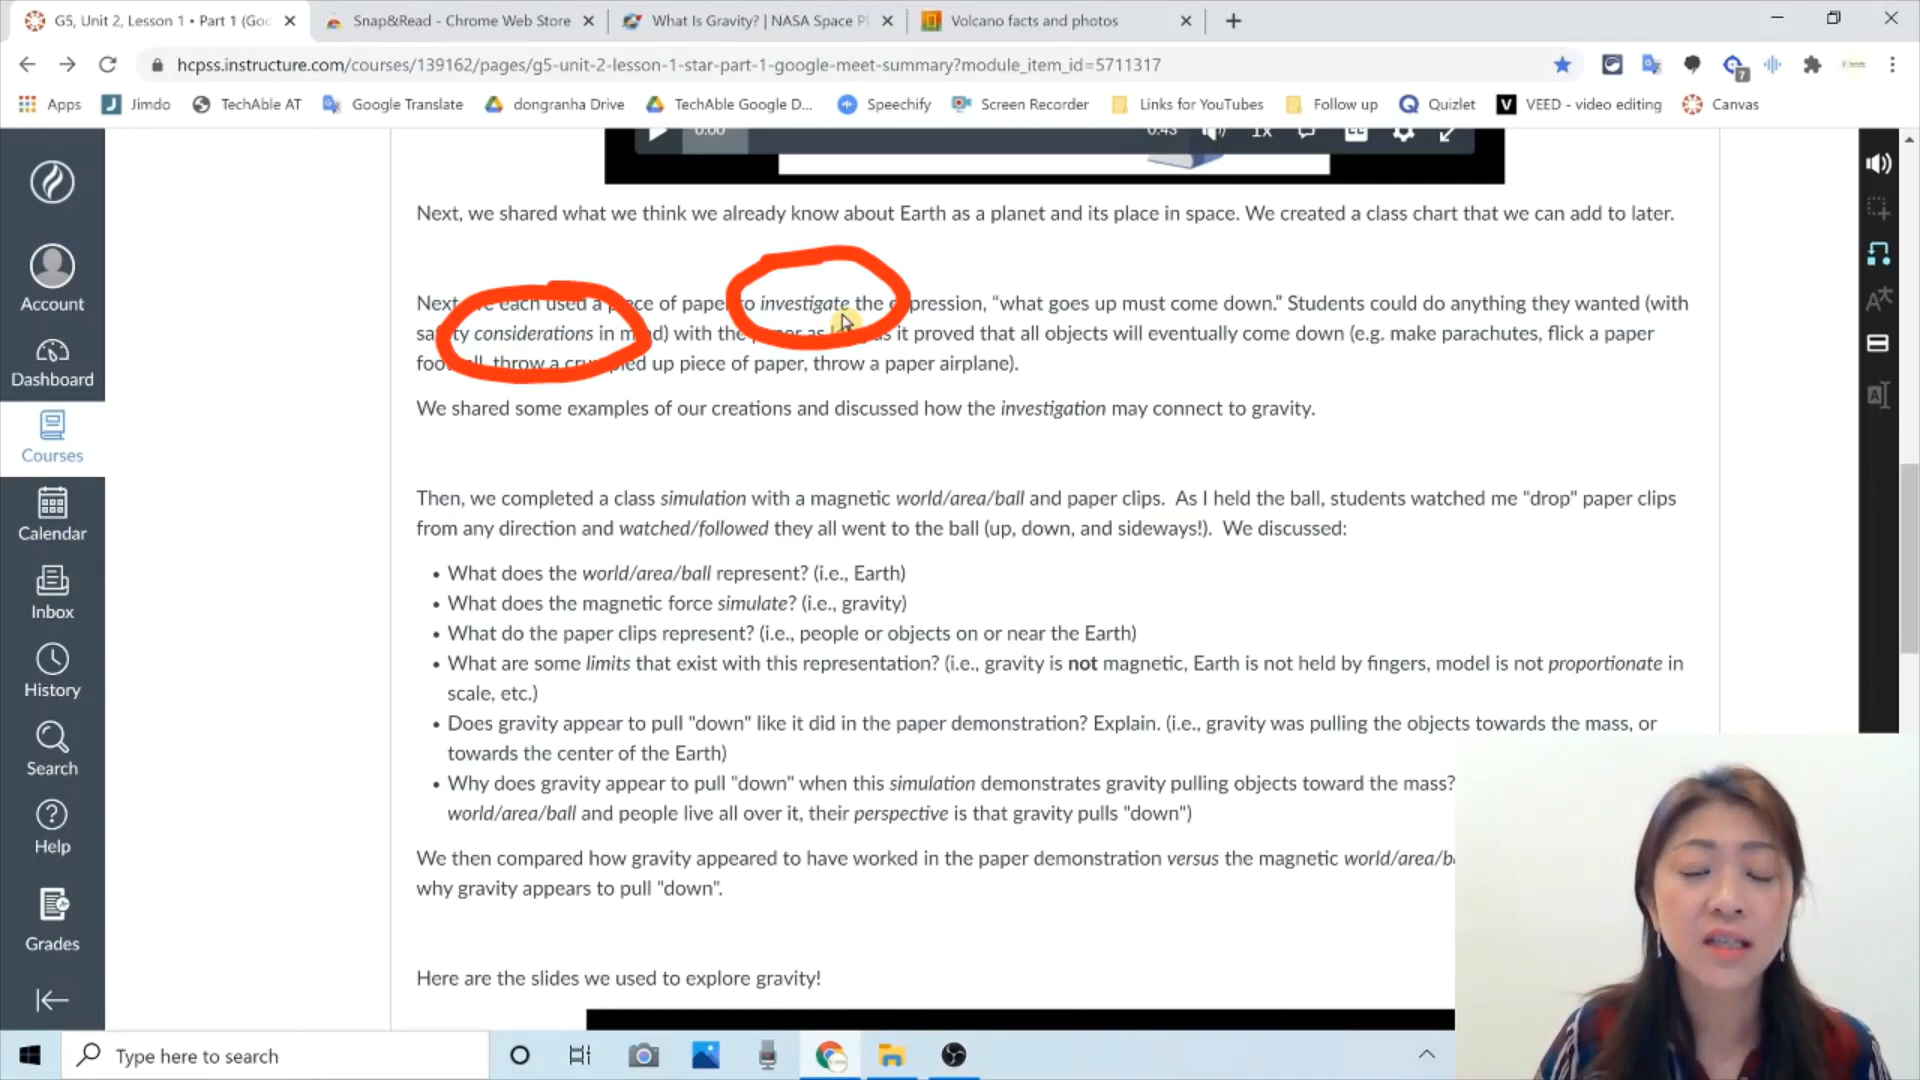 G5, Unit 2, Lesson 1 • Part 1 (Goo
Snap&Read - Chrome Web Store
What Is Gravity? | NASA Space Pl
Volcano facts and photos
hcpss.instructure.com/courses/139162/pages/g5-unit-2-lesson-1-star-part-1-google-meet-summary?module_item_id=5711317
7
Apps
Jimdo
TechAble AT
Google Translate
dongranha Drive
TechAble Google D...
Speechify
Screen Recorder
Links for YouTubes
Follow up
Quizlet
VEED - video editing
Canvas
0:00
0:43
1x
Next, we shared what we think we already know about Earth as a planet and its place in space. We created a class chart that we can add to later.
Next, we each used a piece of paper to investigate the expression, “what goes up must come down.” Students could do anything they wanted (with
safety considerations in mind) with the paper as long as it proved that all objects will eventually come down (e.g. make parachutes, flick a paper
football, throw a crumpled up piece of paper, throw a paper airplane).
We shared some examples of our creations and discussed how the investigation may connect to gravity.
Then, we completed a class simulation with a magnetic world/area/ball and paper clips. As I held the ball, students watched me "drop" paper clips
from any direction and watched/followed they all went to the ball (up, down, and sideways!). We discussed:
• What does the world/area/ball represent? (i.e., Earth)
• What does the magnetic force simulate? (i.e., gravity)
• What do the paper clips represent? (i.e., people or objects on or near the Earth)
• What are some limits that exist with this representation? (i.e., gravity is not magnetic, Earth is not held by fingers, model is not proportionate in
scale, etc.)
• Does gravity appear to pull "down" like it did in the paper demonstration? Explain. (i.e., gravity was pulling the objects towards the mass, or
towards the center of the Earth)
• Why does gravity appear to pull "down" when this simulation demonstrates gravity pulling objects toward the mass?
world/area/ball and people live all over it, their perspective is that gravity pulls "down")
We then compared how gravity appeared to have worked in the paper demonstration versus the magnetic world/area/b
why gravity appears to pull "down".
Here are the slides we used to explore gravity!
Account
Dashboard
Courses
Calendar
Inbox
History
Search
Help
Grades
Type here to search